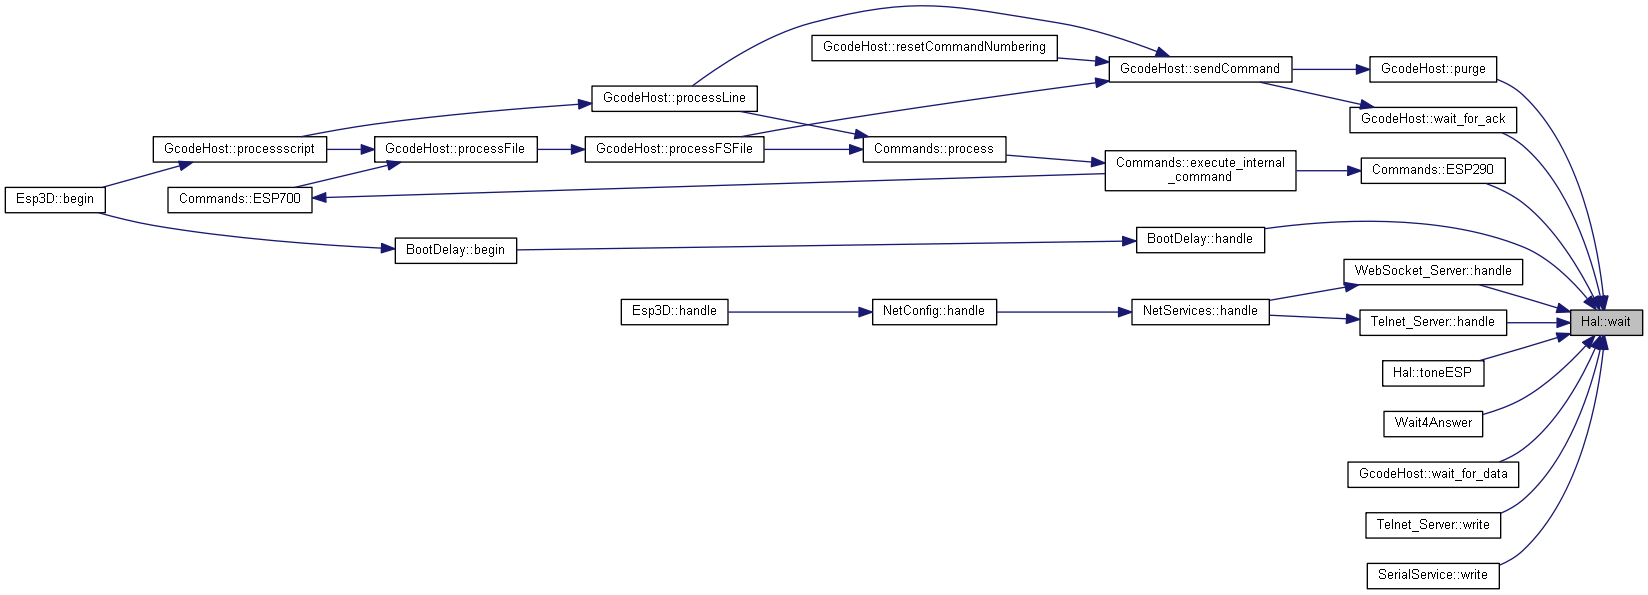 GcodeHost::resetCommandNumbering
GcodeHost::sendCommand
GcodeHost::purge
GcodeHost::processLine
GcodeHost::wait_for_ack
GcodeHost::processscript
GcodeHost::processFile
GcodeHost::processFSFile
Commands::process
Commands::execute_internal
_command
Commands::ESP290
Esp3D::begin
Commands::ESP700
BootDelay::begin
BootDelay::handle
WebSocket_Server::handle
Esp3D::handle
NetConfig::handle
NetServices::handle
Telnet_Server::handle
Hal::wait
Hal::toneESP
Wait4Answer
GcodeHost::wait_for_data
Telnet_Server::write
SerialService::write